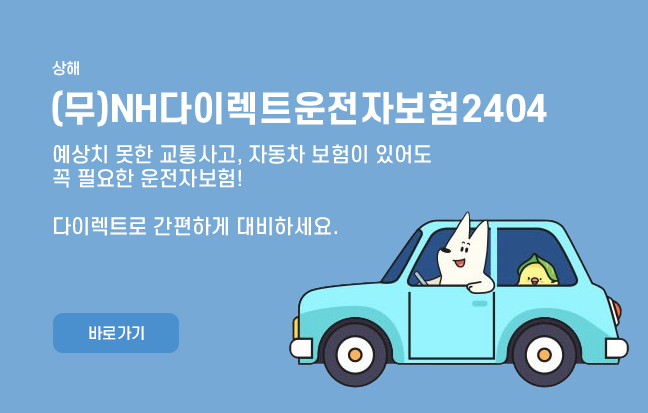 상해
(무)NH다이렉트운전자보험2404
예상치 못한 교통사고, 자동차 보험이 있어도
꼭 필요한 운전자보험!
다이렉트로 간편하게 대비하세요.
바로가기